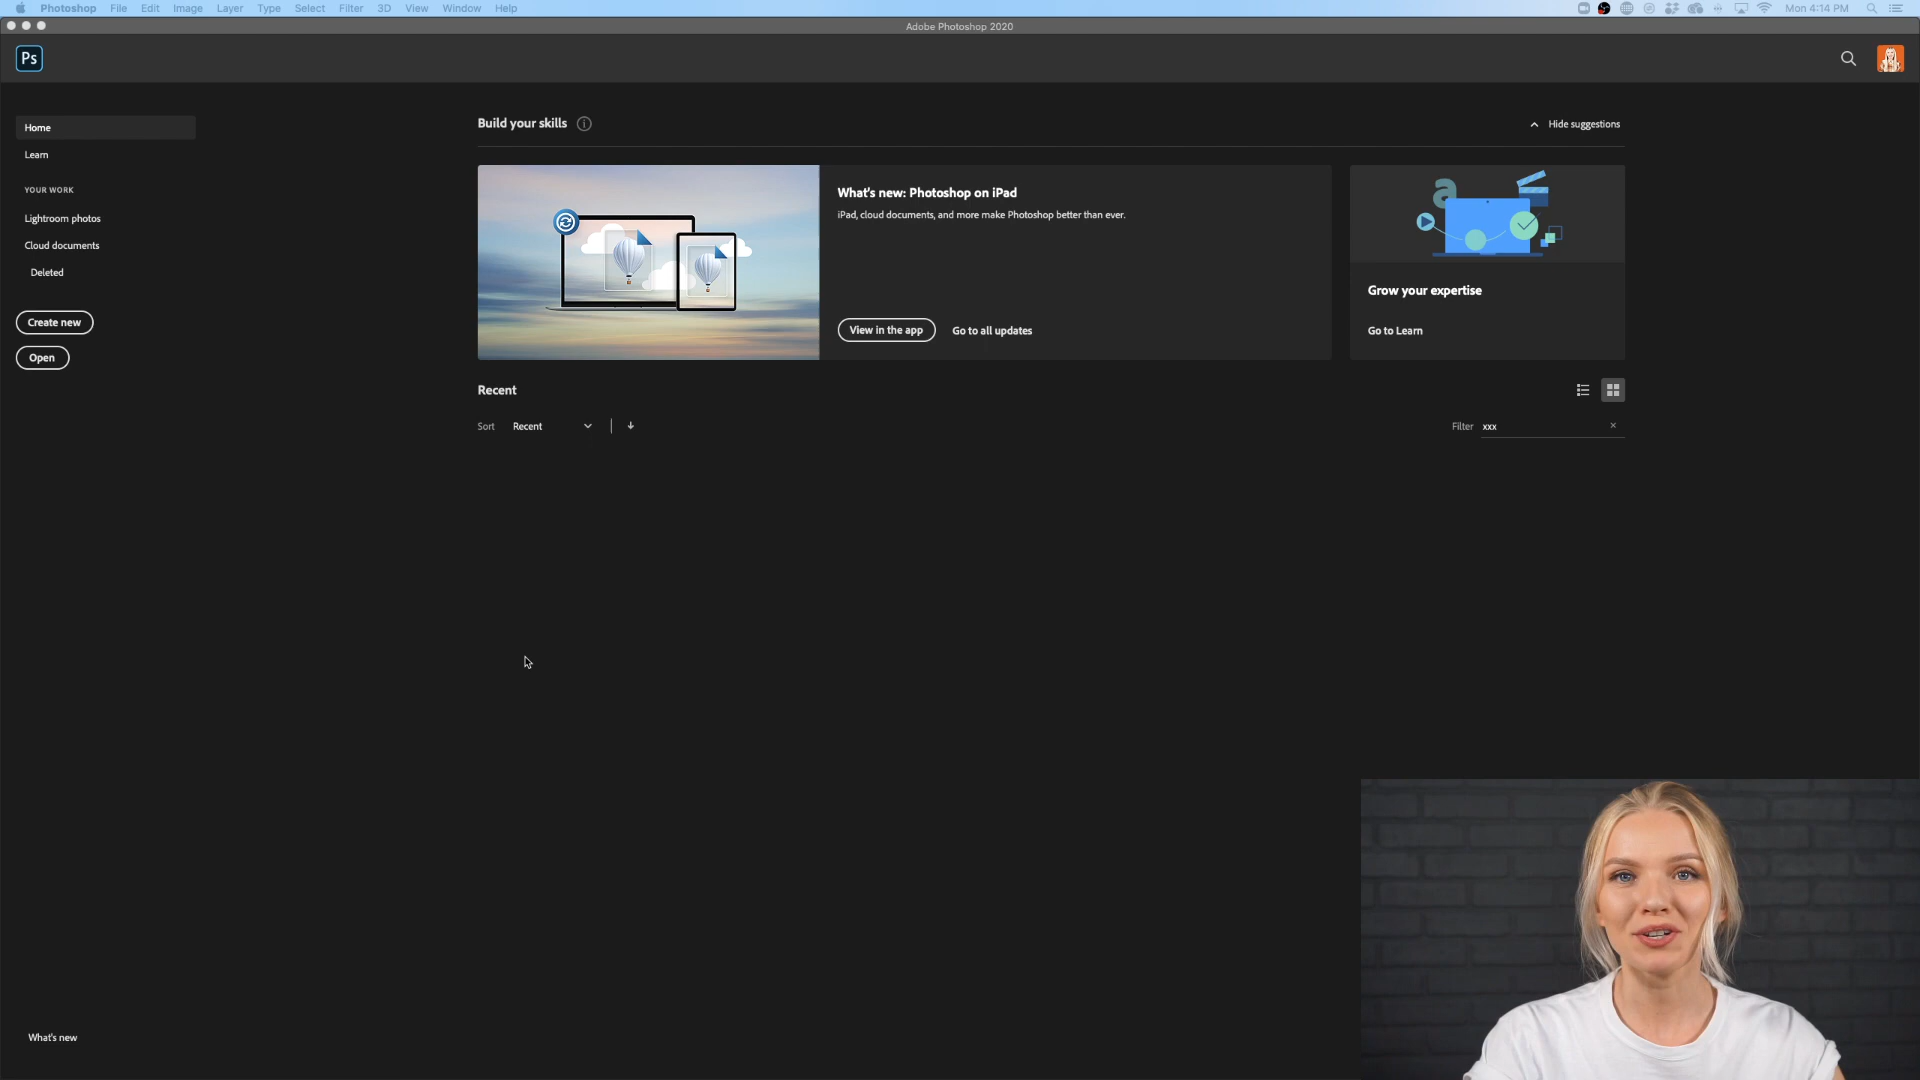 Photoshop File Edit Image Layer Type Select Filter 3D View Window Help Mon 4:14 PM
Adobe Photoshop 2020
Ps
Home
Learn
YOUR WORK
Lightroom photos
Cloud documents
Deleted
Create new
Open
Build your skills
Hide suggestions
What's new: Photoshop on iPad
iPad, cloud documents, and more make Photoshop better than ever.
View in the app Go to all updates
a
Grow your expertise
Go to Learn
Recent
Sort Recent
Filter xxx
What's new